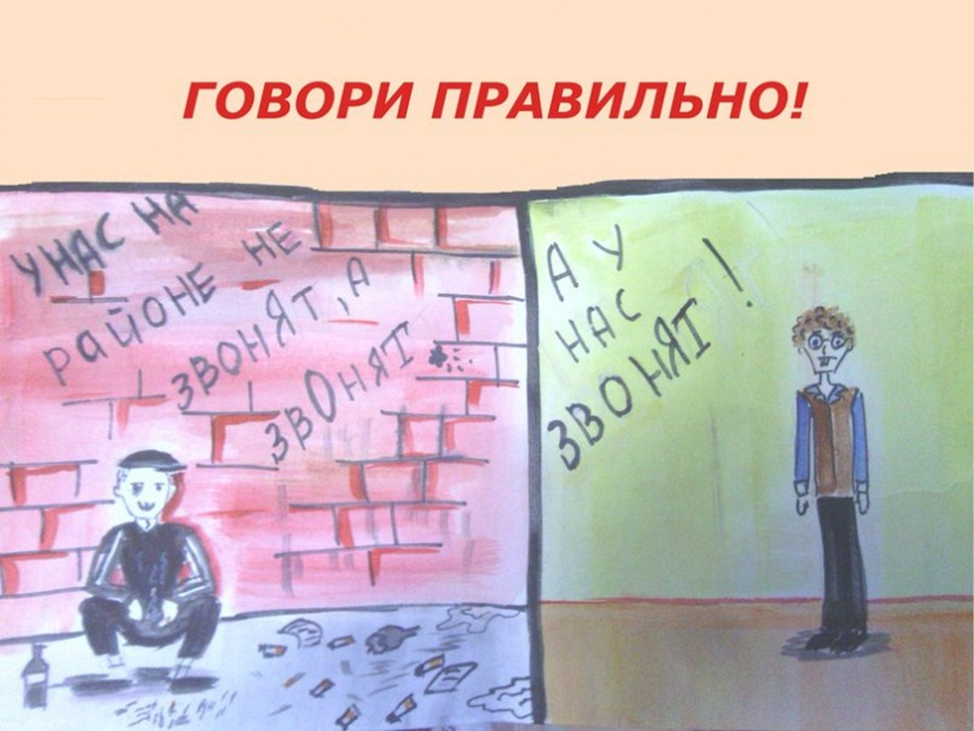 ГОВОРИ ПРАВИЛЬНО!
У НАС НА
РАЙОНЕ НЕ
ЗВОНЯТ, А
ЗВОНЯТ
А У
НАС
ЗВОНЯТ!